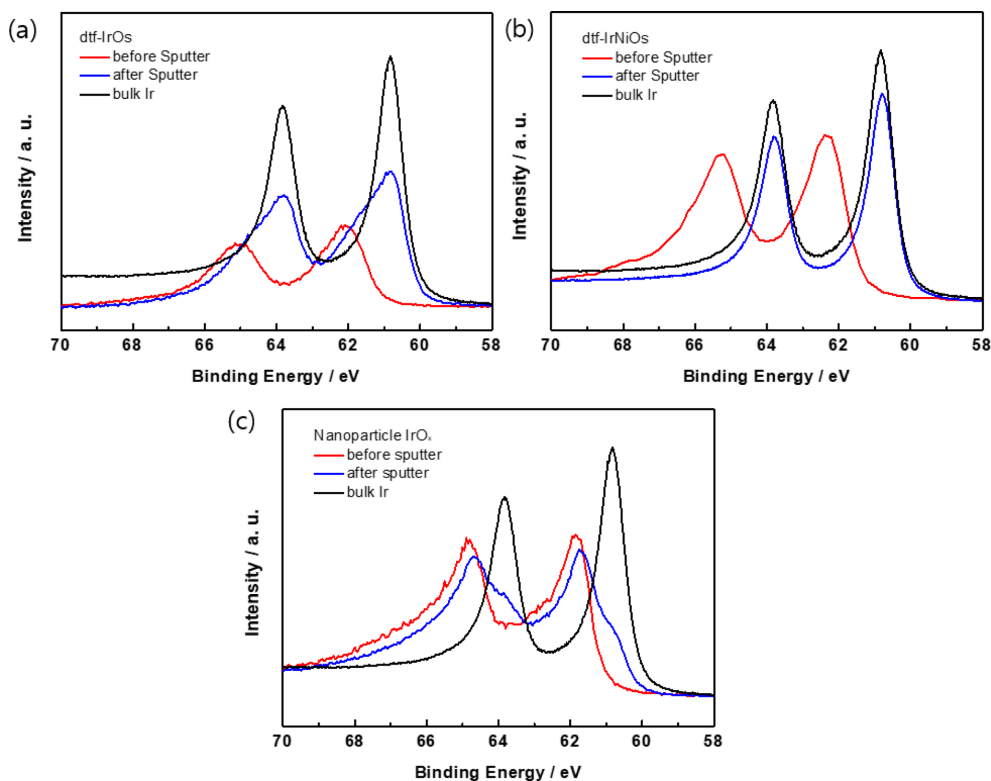 (a)
dtf-IrOs
before Sputter
after Sputter
bulk Ir
Intensity / a. u.
70 68 66 64 62 60 58
Binding Energy / eV
(b)
dtf-IrNiOs
before Sputter
after Sputter
bulk Ir
Intensity / a. u.
70 68 66 64 62 60 58
Binding Energy / eV
(c)
Nanoparticle IrOₓ
before sputter
after sputter
bulk Ir
Intensity / a. u.
70 68 66 64 62 60 58
Binding Energy / eV